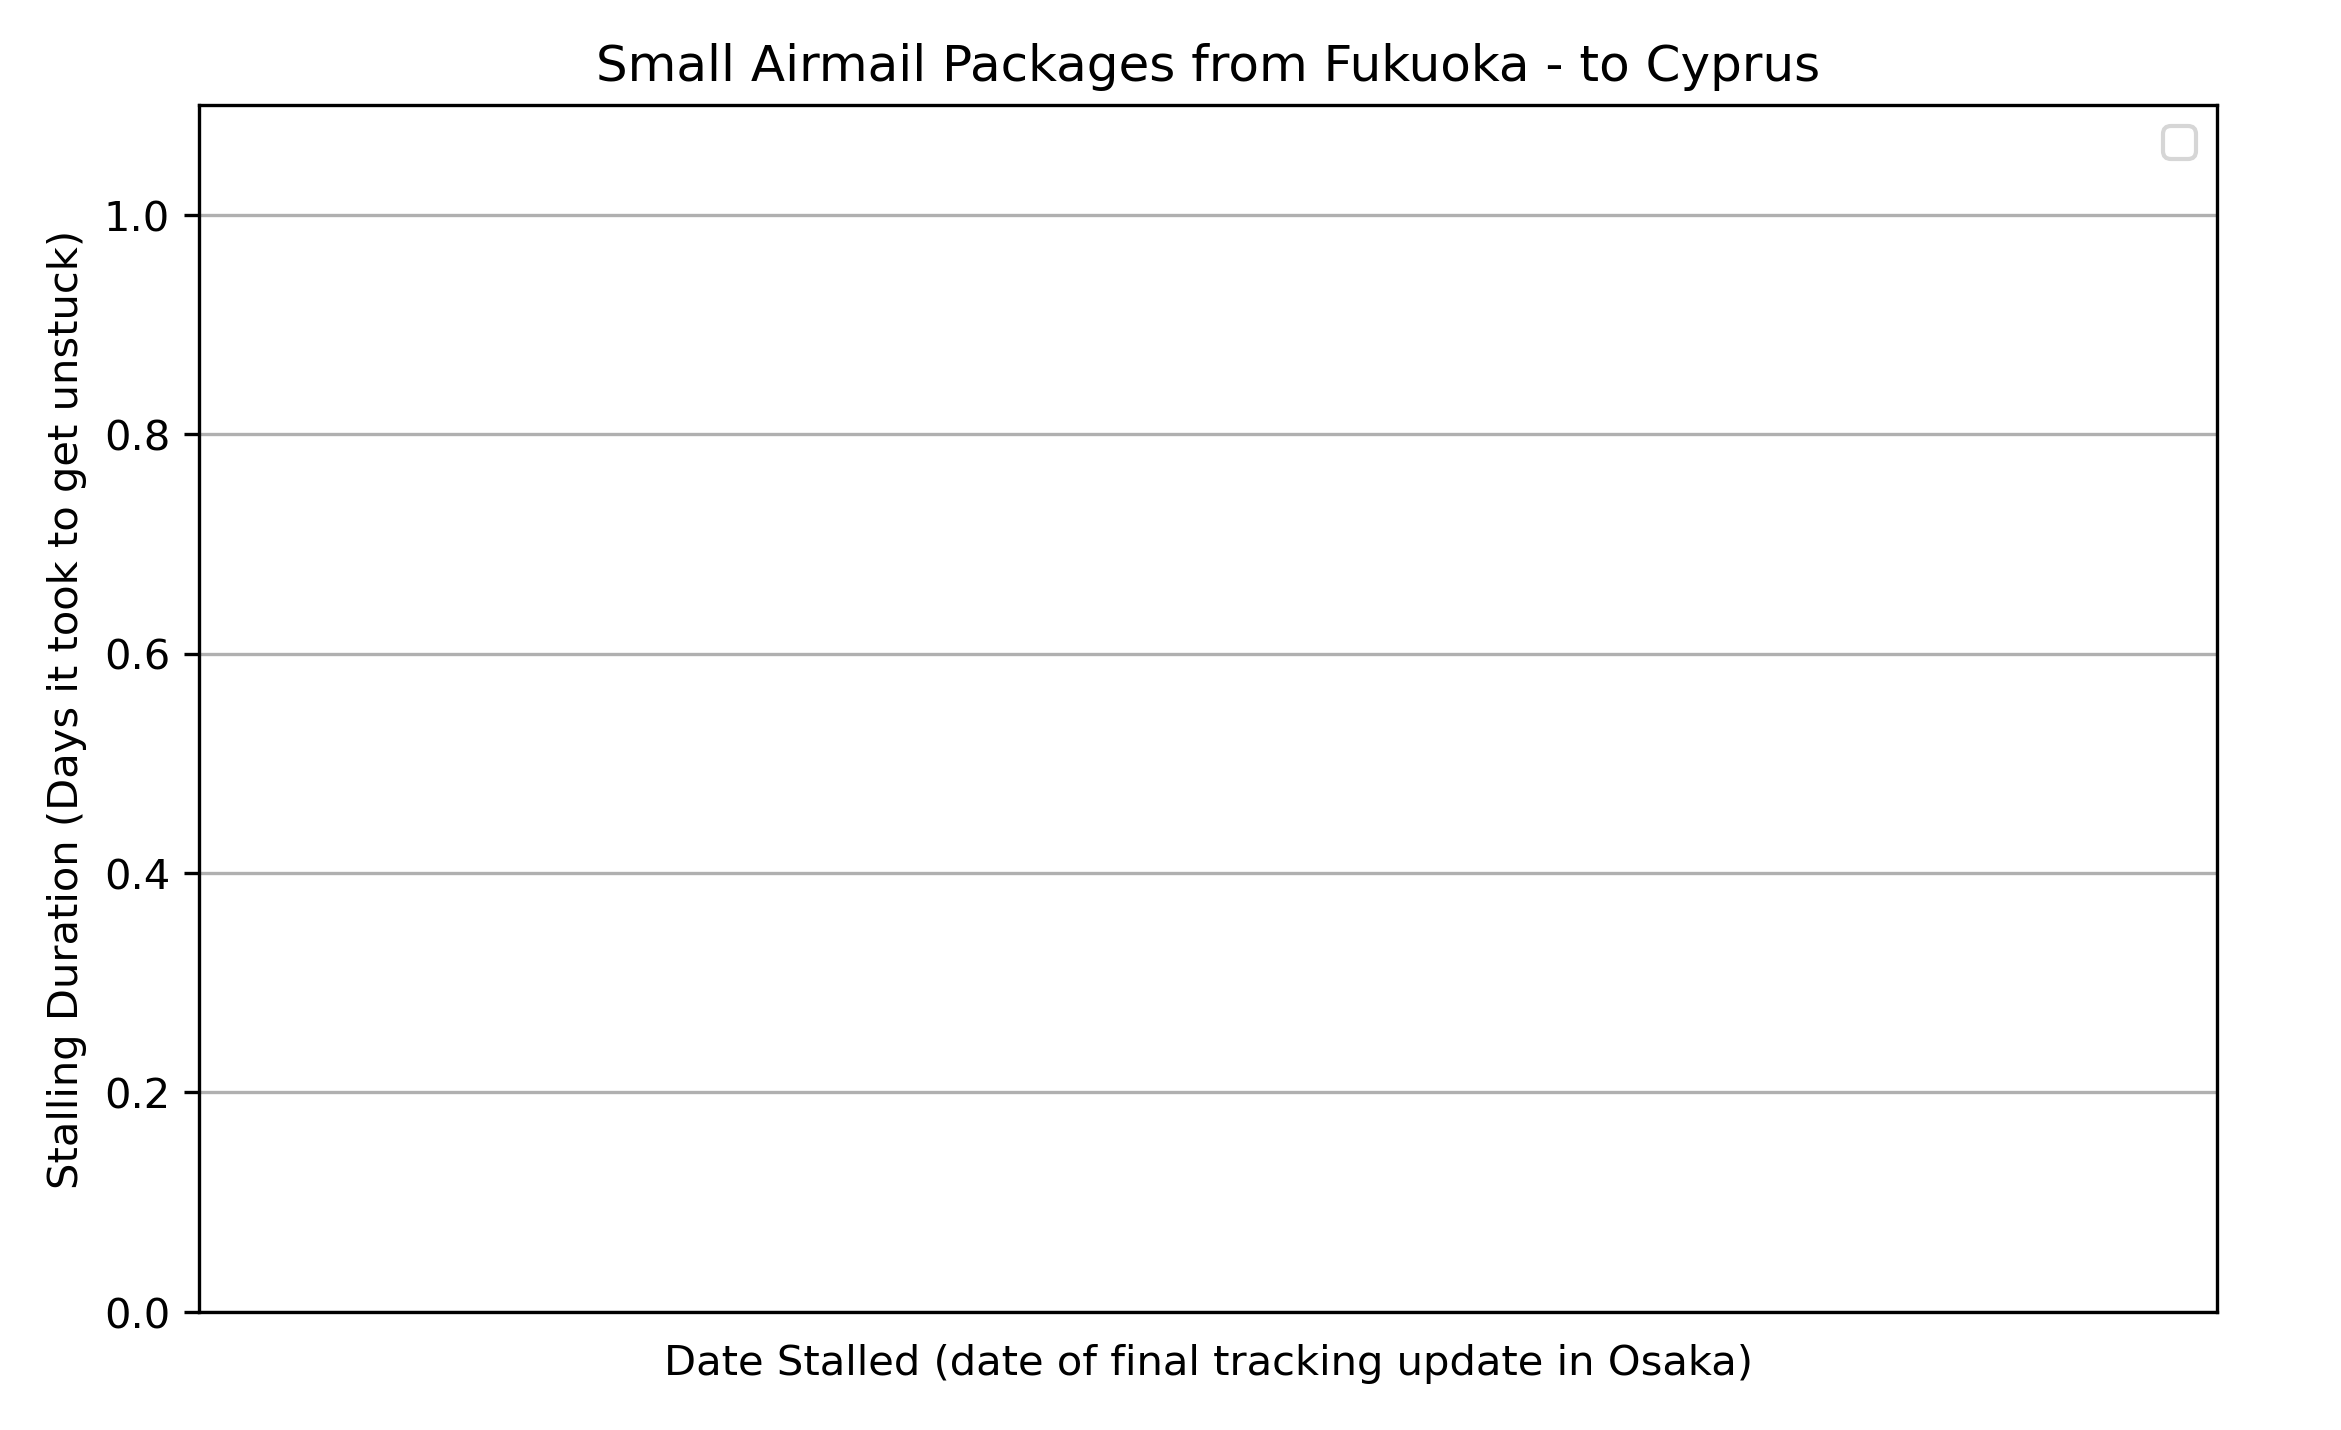 Small Airmail Packages from Fukuoka - to Cyprus
Stalling Duration (Days it took to get unstuck)
1.0
0.8
0.6
0.4
0.2
0.0
Date Stalled (date of final tracking update in Osaka)